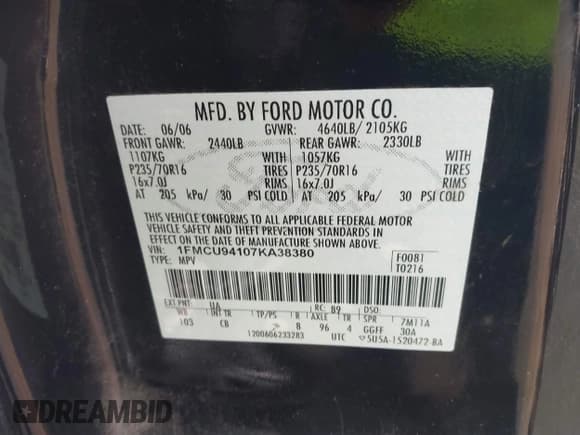 MFD. BY FORD MOTOR CO.
DATE: 06/06 GVWR: 4640LB/ 2105KG
FRONT GAWR: 2440LB REAR GAWR: 2330LB
1107KG WITH 1057KG WITH
P235/70R16 TIRES P235/70R16 TIRES
16x7.0J RIMS 16x7.0J RIMS
AT 205 kPa/ 30 PSI COLD AT 205 kPa/ 30 PSI COLD
THIS VEHICLE CONFORMS TO ALL APPLICABLE FEDERAL MOTOR
VEHICLE SAFETY AND THEFT PREVENTION STANDARDS
IN EFFECT ON THE DATE OF MANUFACTURE SHOWN ABOVE.
VIN: 1FMCU94107KA38380 F0081
TYPE: MPV T0216
EXT PNT: UA RC: B9 DSO:
WB INT TR TP/PS R AXLE TR SPR 7M11A
103 CB 8 96 4 GGFF 30A
1200606233283 UTC 5U5A-1520472-BA
DREAMBID